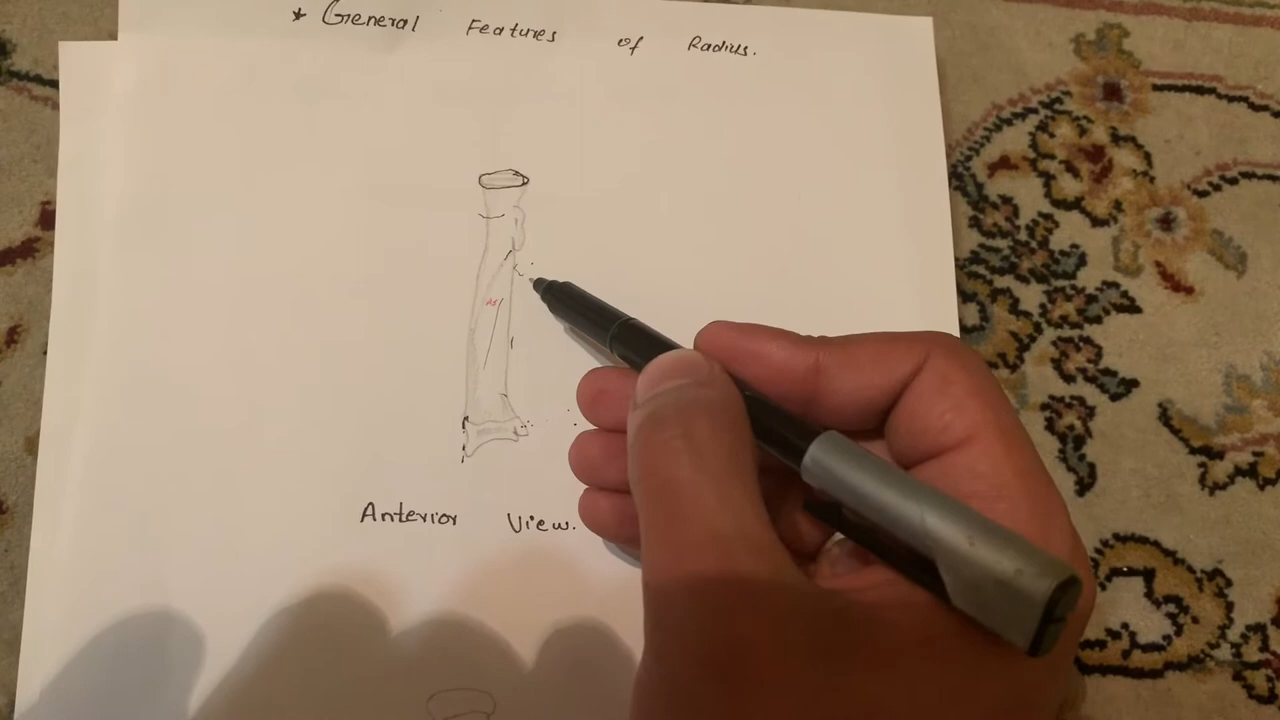 * General Features of Radius.
Anterior View.